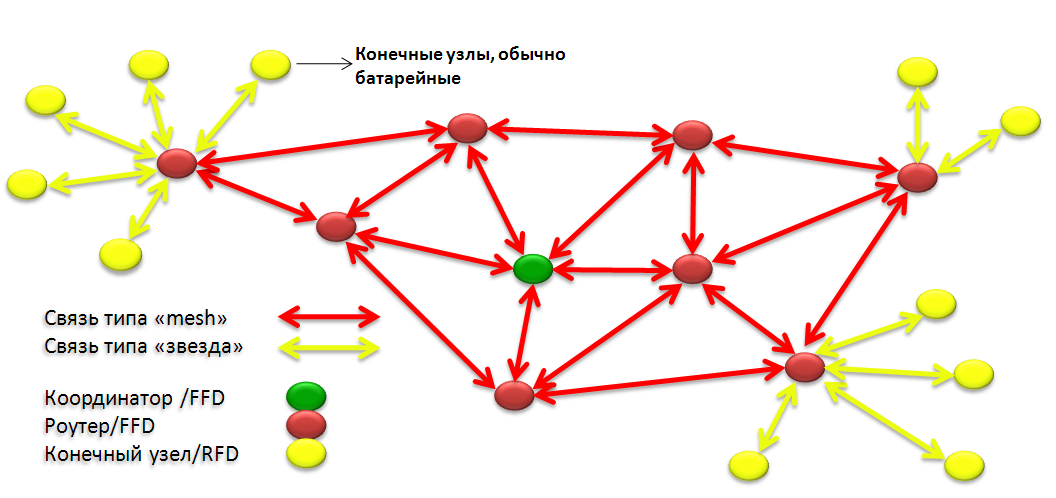 Конечные узлы, обычно
батарейные
Связь типа «mesh»
Связь типа «звезда»
Координатор /FFD
Роутер/FFD
Конечный узел/RFD